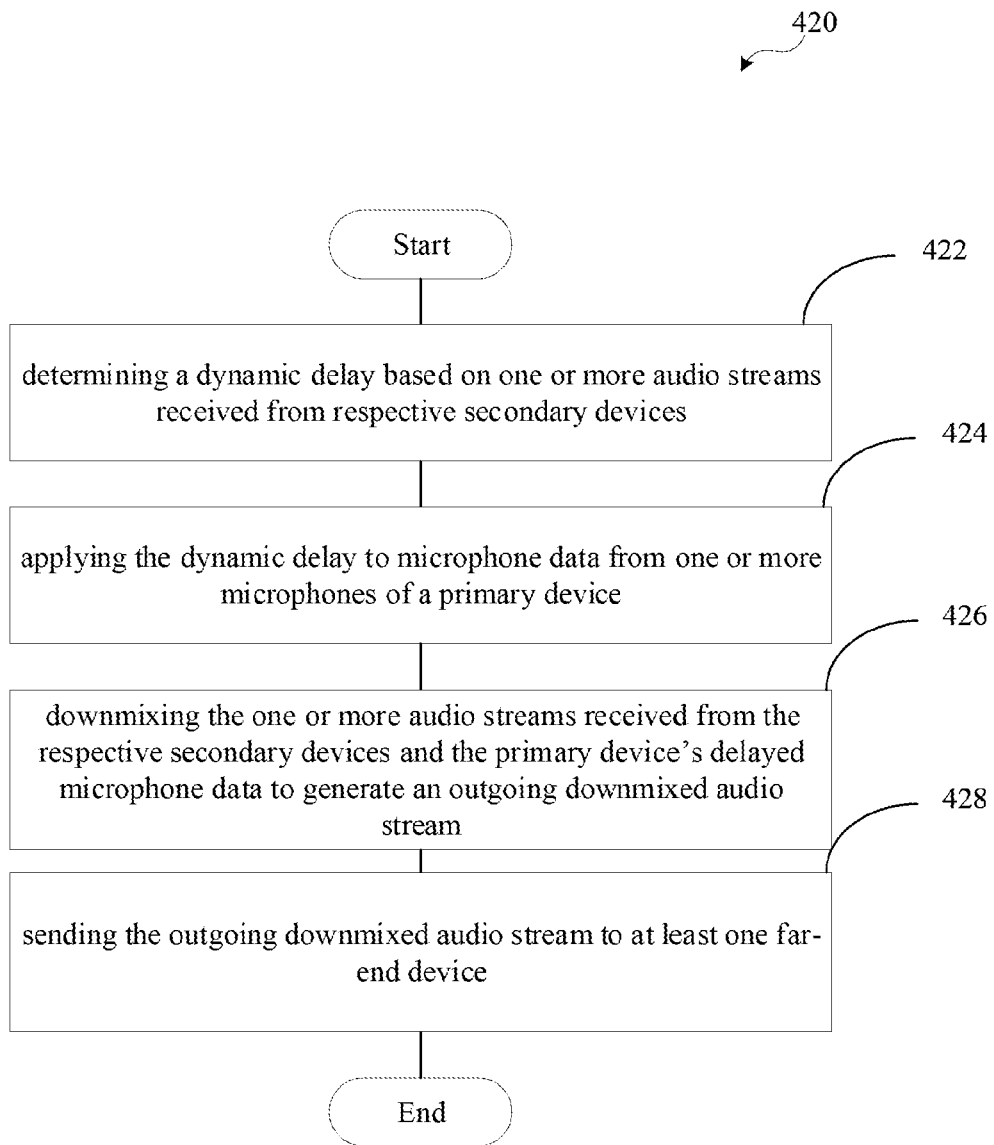 420
Start
422
determining a dynamic delay based on one or more audio streams
received from respective secondary devices
424
applying the dynamic delay to microphone data from one or more
microphones of a primary device
426
downmixing the one or more audio streams received from the
respective secondary devices and the primary device's delayed
microphone data to generate an outgoing downmixed audio
stream
428
sending the outgoing downmixed audio stream to at least one far-
end device
End